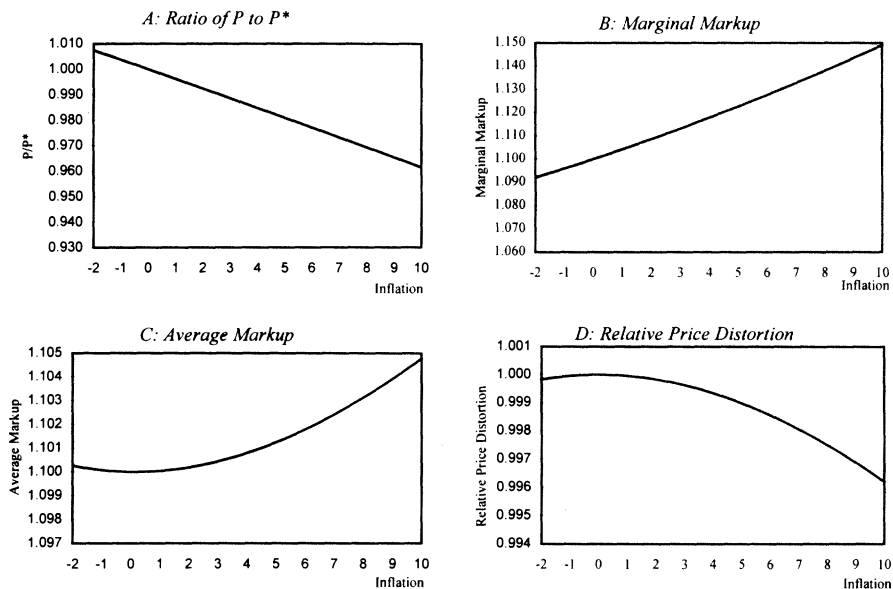 A: Ratio of P to P*
1.010
1.000
0.990
0.980
0.970
0.960
0.950
0.940
0.930
P/P*
-2 -1 0 1 2 3 4 5 6 7 8 9 10
Inflation
B: Marginal Markup
1.150
1.140
1.130
1.120
1.110
1.100
1.090
1.080
1.070
1.060
Marginal Markup
-2 -1 0 1 2 3 4 5 6 7 8 9 10
Inflation
C: Average Markup
1.105
1.104
1.103
1.102
1.101
1.100
1.099
1.098
1.097
Average Markup
-2 -1 0 1 2 3 4 5 6 7 8 9 10
Inflation
D: Relative Price Distortion
1.001
1.000
0.999
0.998
0.997
0.996
0.995
0.994
Relative Price Distortion
-2 -1 0 1 2 3 4 5 6 7 8 9 10
Inflation